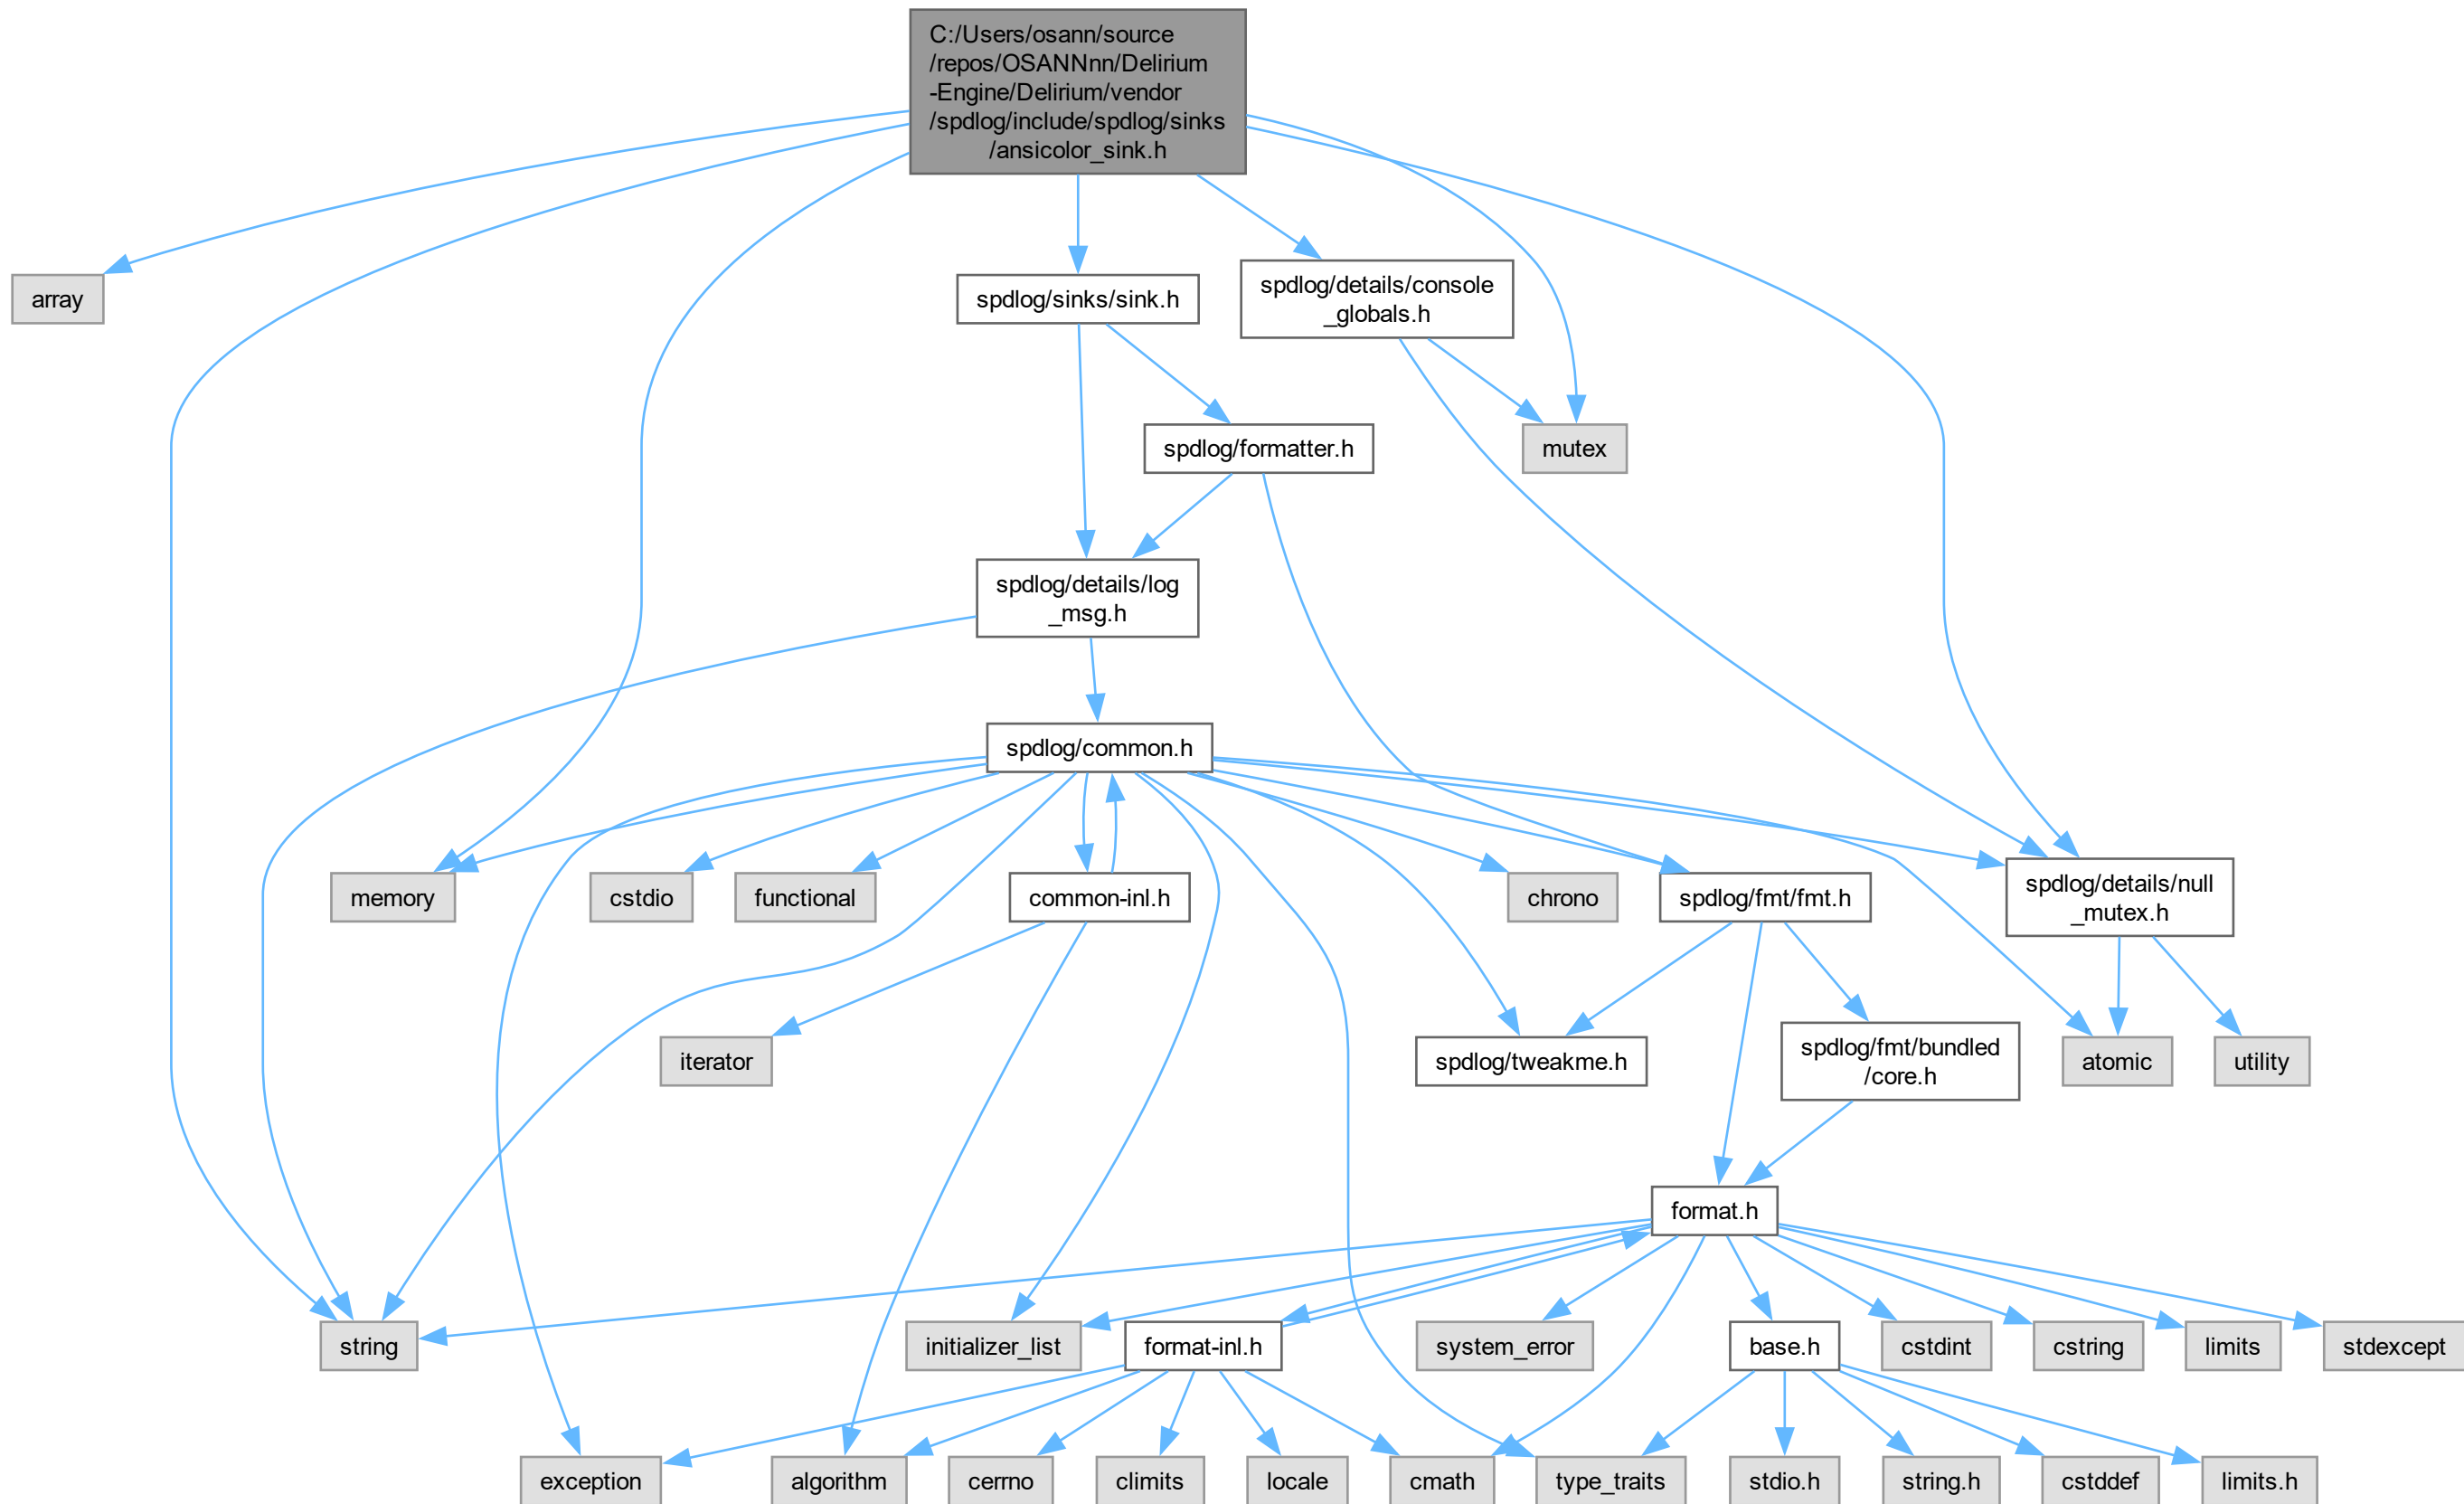 C:/Users/osann/source
/repos/OSANNnn/Delirium
-Engine/Delirium/vendor
/spdlog/include/spdlog/sinks
/ansicolor_sink.h
array
spdlog/sinks/sink.h
spdlog/details/console
_globals.h
spdlog/formatter.h
mutex
spdlog/details/log
_msg.h
spdlog/common.h
memory
cstdio
functional
common-inl.h
chrono
spdlog/fmt/fmt.h
spdlog/details/null
_mutex.h
iterator
spdlog/tweakme.h
spdlog/fmt/bundled
/core.h
atomic
utility
format.h
string
initializer_list
format-inl.h
system_error
base.h
cstdint
cstring
limits
stdexcept
exception
algorithm
cerrno
climits
locale
cmath
type_traits
stdio.h
string.h
cstddef
limits.h